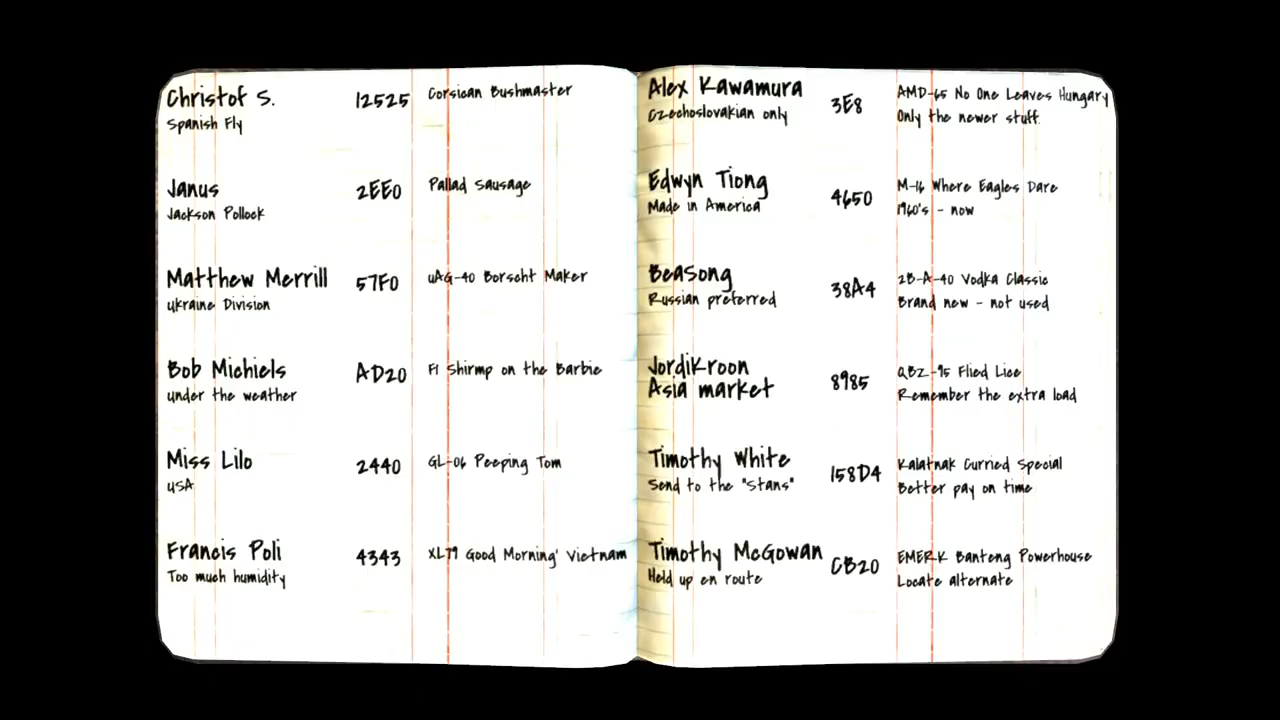 Christof S. 12525 Corsican Bushmaster
Spanish Fly
Janus 2EE0 Pallad Sausage
Jackson Pollock
Matthew Merrill 57F0 uAG-40 Borscht Maker
ukraine Division
Bob Michiels AD20 F1 Shirmp on the Barbie
under the weather
Miss Lilo 2440 GL-06 Peeping Tom
USA
Francis Poli 4343 XL79 Good Morning' Vietnam
Too much humidity
Alex Kawamura 3E8 AMD-65 No One Leaves Hungary
Czechoslovakian only Only the newer stuff.
Edwyn Tiong 4650 M-16 Where Eagles Dare
Made in America 1960's - now
BeaSong 38A4 2B-A-40 Vodka Classic
Russian preferred Brand new - not used
JordiKroon 8985 QBZ-95 Flied Lice
Asia market Remember the extra load
Timothy White 158D4 Kalatnak Curried Special
Send to the "Stans" Better pay on time
Timothy McGowan CB20 EMERK Banteng Powerhouse
Held up en route Locate alternate